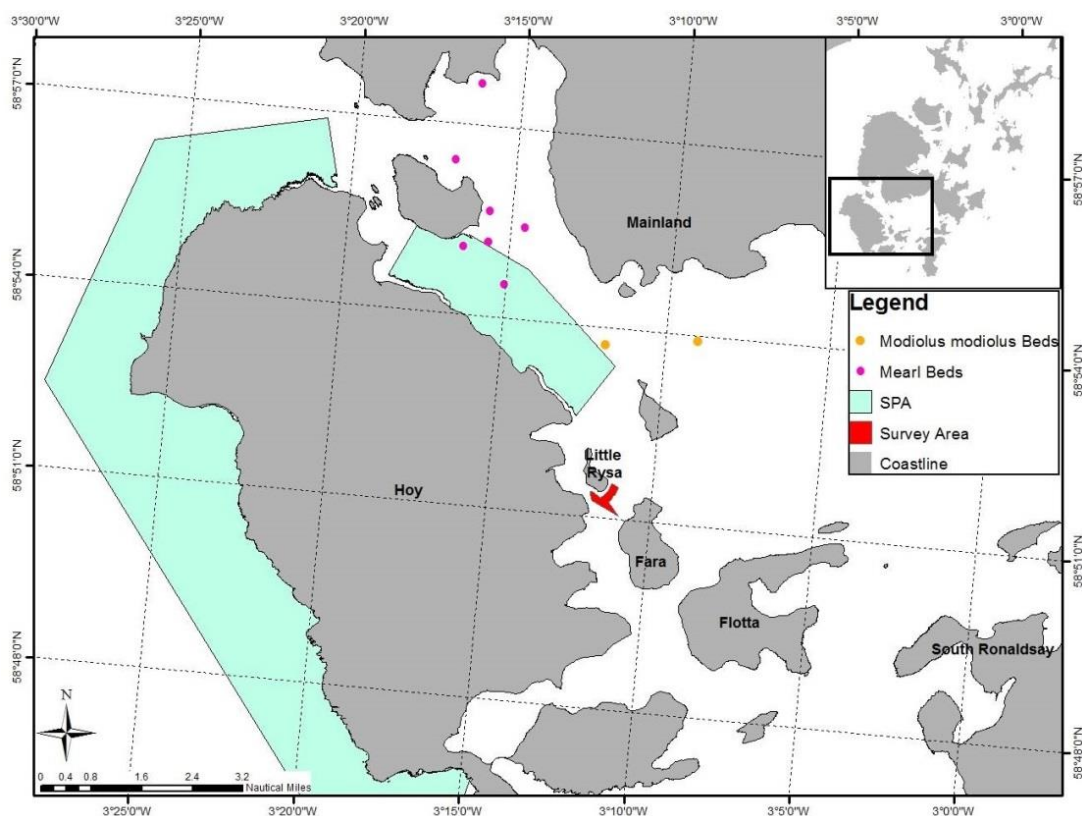 3°30'0"W 3°25'0"W 3°20'0"W 3°15'0"W 3°10'0"W 3°5'0"W 3°0'0"W
58°57'0"N
58°57'0"N
Mainland
58°54'0"N
Legend
Modiolus modiolus Beds
Mearl Beds
SPA
Survey Area
Coastline
58°54'0"N
58°51'0"N
Little
Rysa
Hoy
58°51'0"N
Fara
Flotta
58°48'0"N
South Ronaldsay
N
58°48'0"N
0 0.4 0.8 1.6 2.4 3.2
Nautical Miles
3°25'0"W 3°20'0"W 3°15'0"W 3°10'0"W 3°5'0"W 3°0'0"W